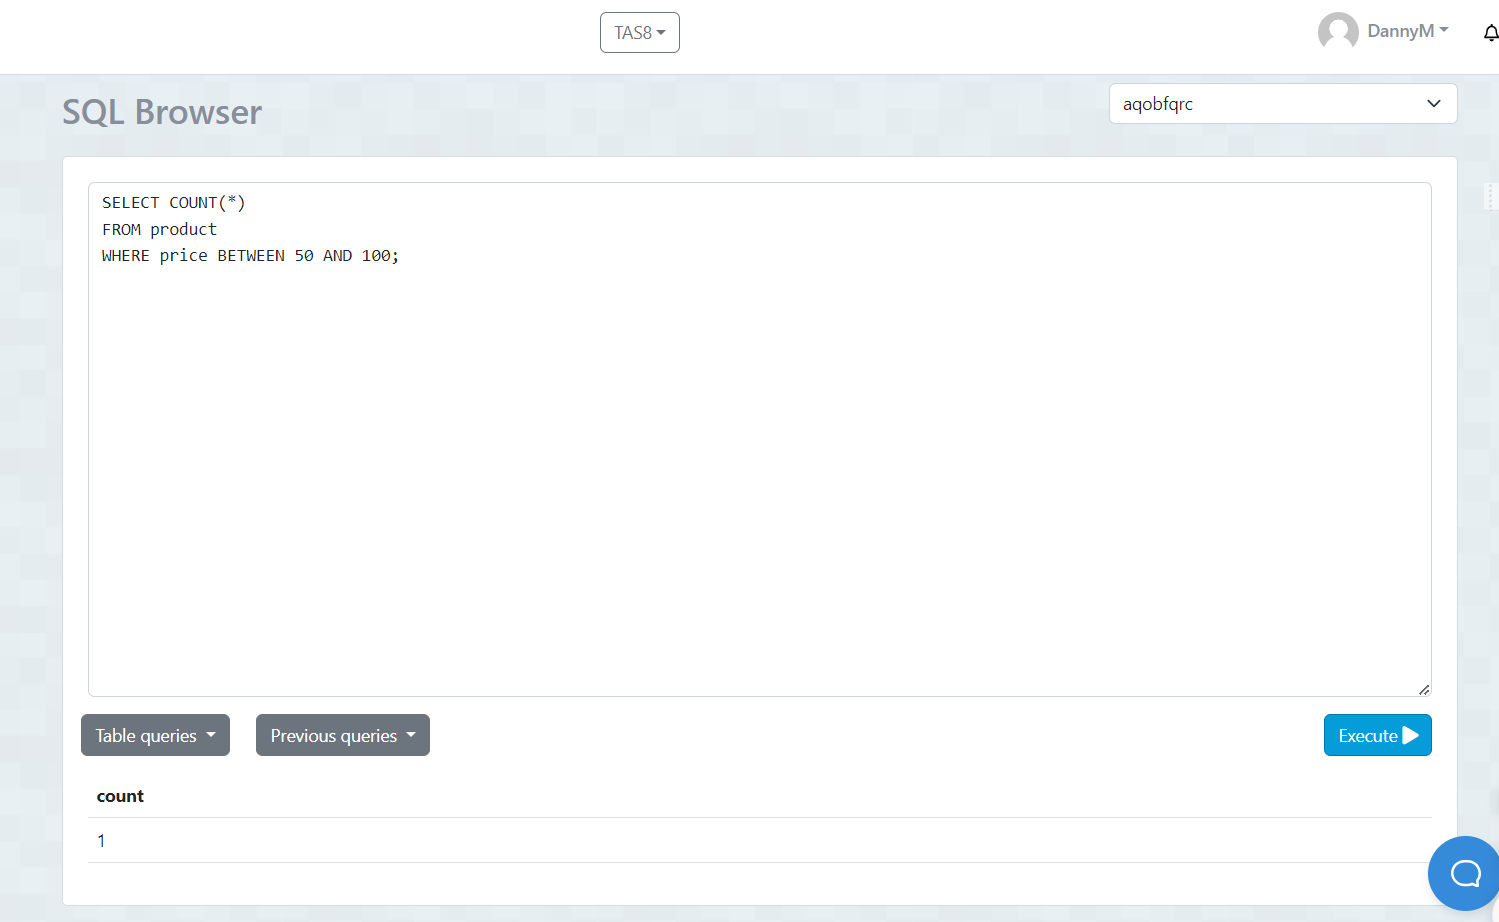 TAS8
DannyM
SQL Browser
aqobfqrc
SELECT COUNT(*)
FROM product
WHERE price BETWEEN 50 AND 100;
Table queries
Previous queries
Execute
count
1